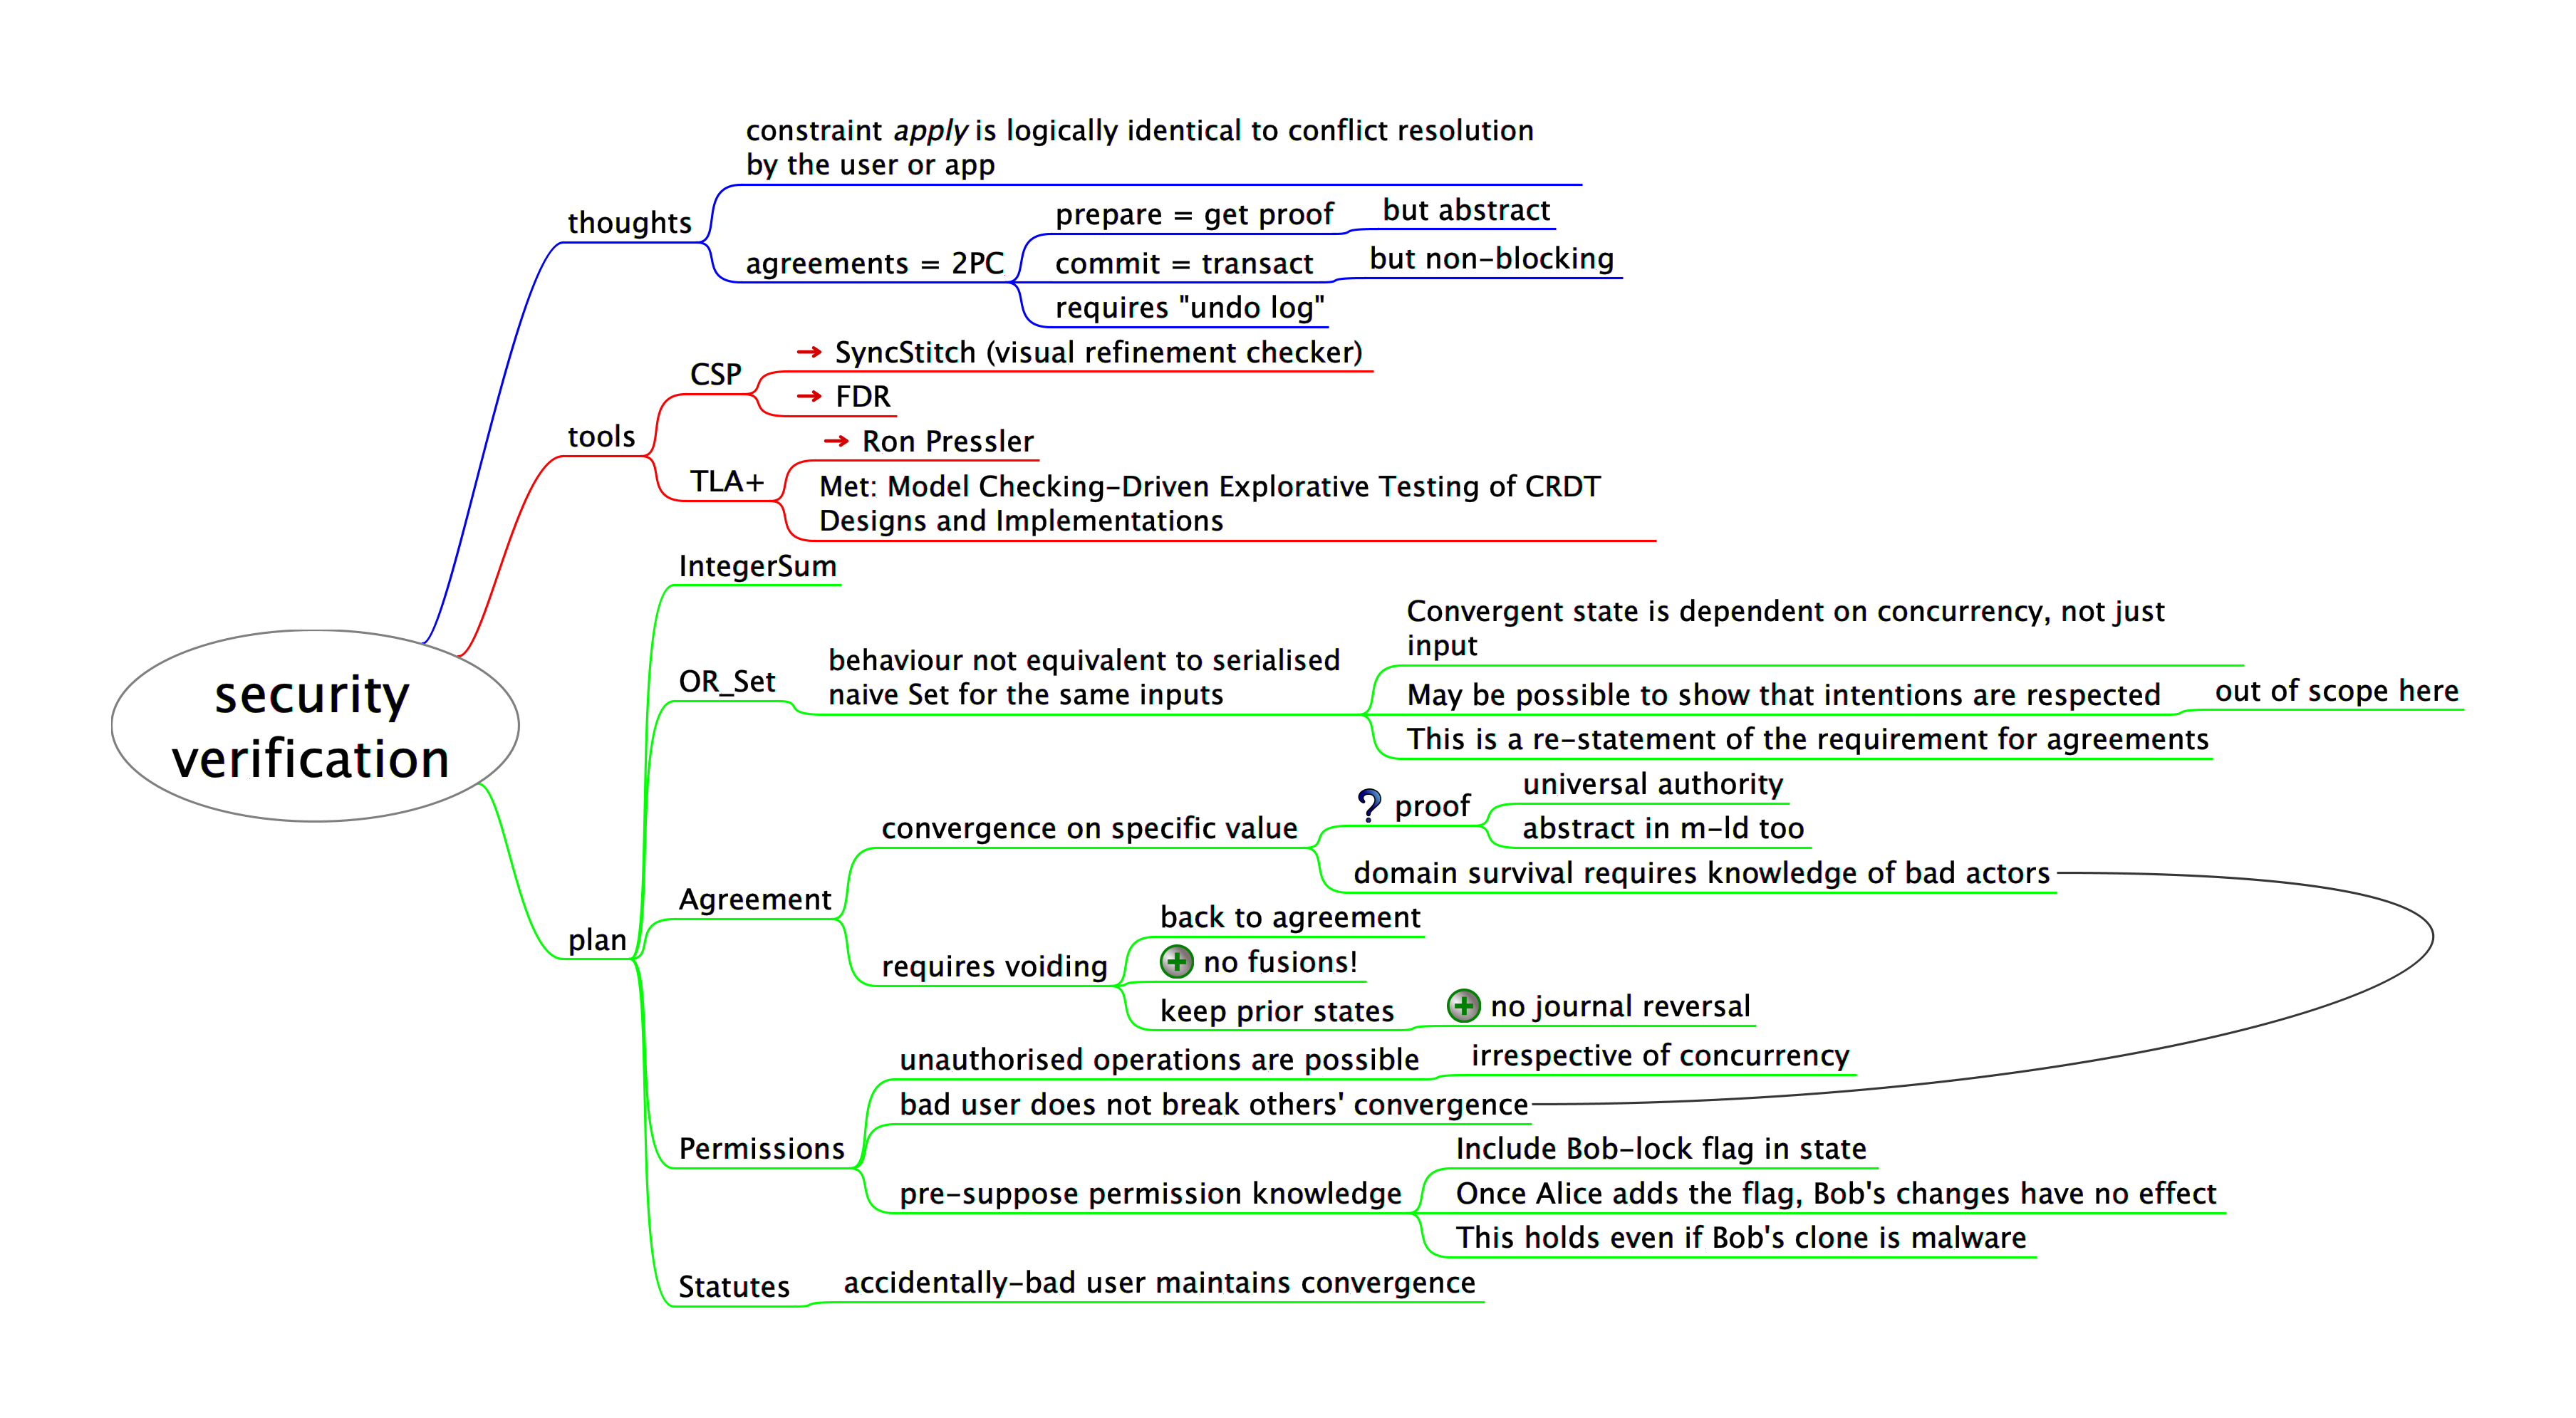 constraint apply is logically identical to conflict resolution
by the user or app
thoughts
prepare = get proof
but abstract
agreements = 2PC
commit = transact
but non-blocking
requires "undo log"
CSP
→ SyncStitch (visual refinement checker)
→ FDR
tools
→ Ron Pressler
TLA+
Met: Model Checking-Driven Explorative Testing of CRDT
Designs and Implementations
security
verification
IntegerSum
OR_Set
behaviour not equivalent to serialised
naive Set for the same inputs
Convergent state is dependent on concurrency, not just
input
May be possible to show that intentions are respected
out of scope here
This is a re-statement of the requirement for agreements
plan
Agreement
convergence on specific value
? proof
universal authority
abstract in m-ld too
domain survival requires knowledge of bad actors
requires voiding
back to agreement
no fusions!
keep prior states
no journal reversal
Permissions
unauthorised operations are possible
irrespective of concurrency
bad user does not break others' convergence
pre-suppose permission knowledge
Include Bob-lock flag in state
Once Alice adds the flag, Bob's changes have no effect
This holds even if Bob's clone is malware
Statutes
accidentally-bad user maintains convergence